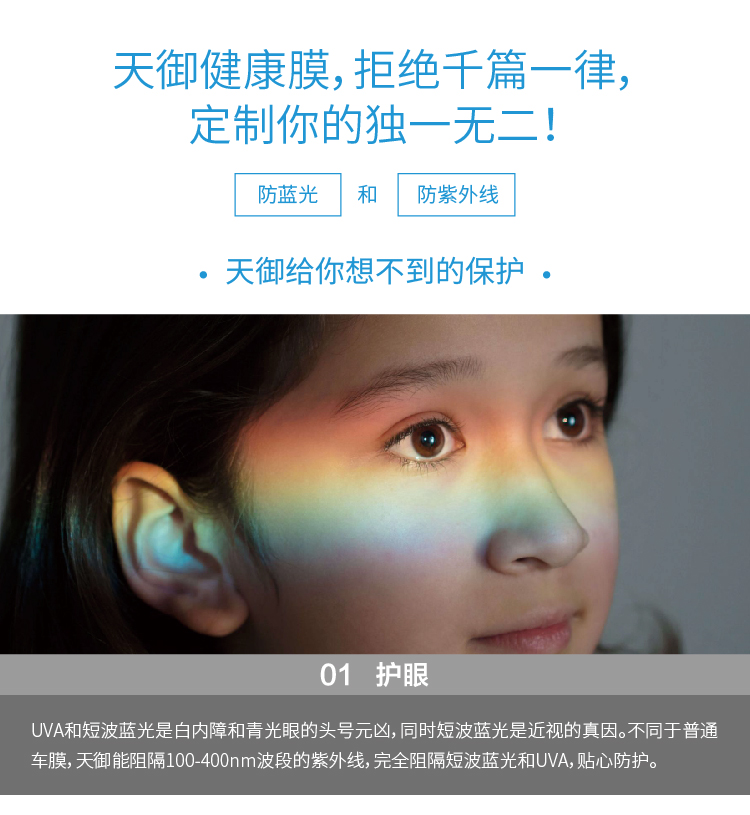 天御健康膜，拒绝千篇一律，
定制你的独一无二！
防蓝光 和 防紫外线
• 天御给你想不到的保护 •
01 护眼
UVA和短波蓝光是白内障和青光眼的头号元凶，同时短波蓝光是近视的真因。不同于普通
车膜，天御能阻隔100-400nm波段的紫外线，完全阻隔短波蓝光和UVA，贴心防护。